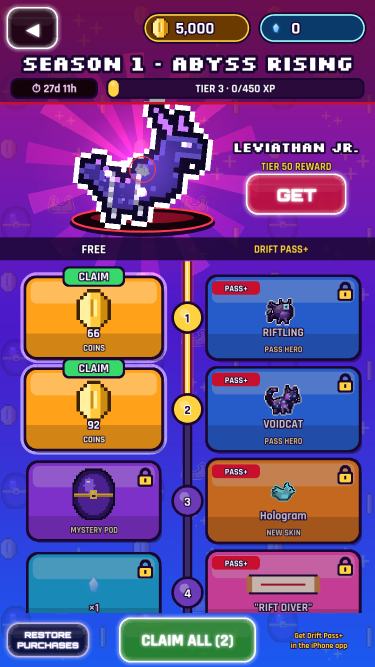 5,000
0
SEASON 1 - ABYSS RISING
27d 11h
TIER 3 · 0/450 XP
LEVIATHAN JR.
TIER 50 REWARD
GET
FREE
DRIFT PASS+
CLAIM
66
COINS
1
PASS+
RIFTLING
PASS HERO
CLAIM
92
COINS
2
PASS+
VOIDCAT
PASS HERO
MYSTERY POD
3
PASS+
Hologram
NEW SKIN
×1
4
PASS+
"RIFT DIVER"
RESTORE
PURCHASES
CLAIM ALL (2)
Get Drift Pass+
in the iPhone app